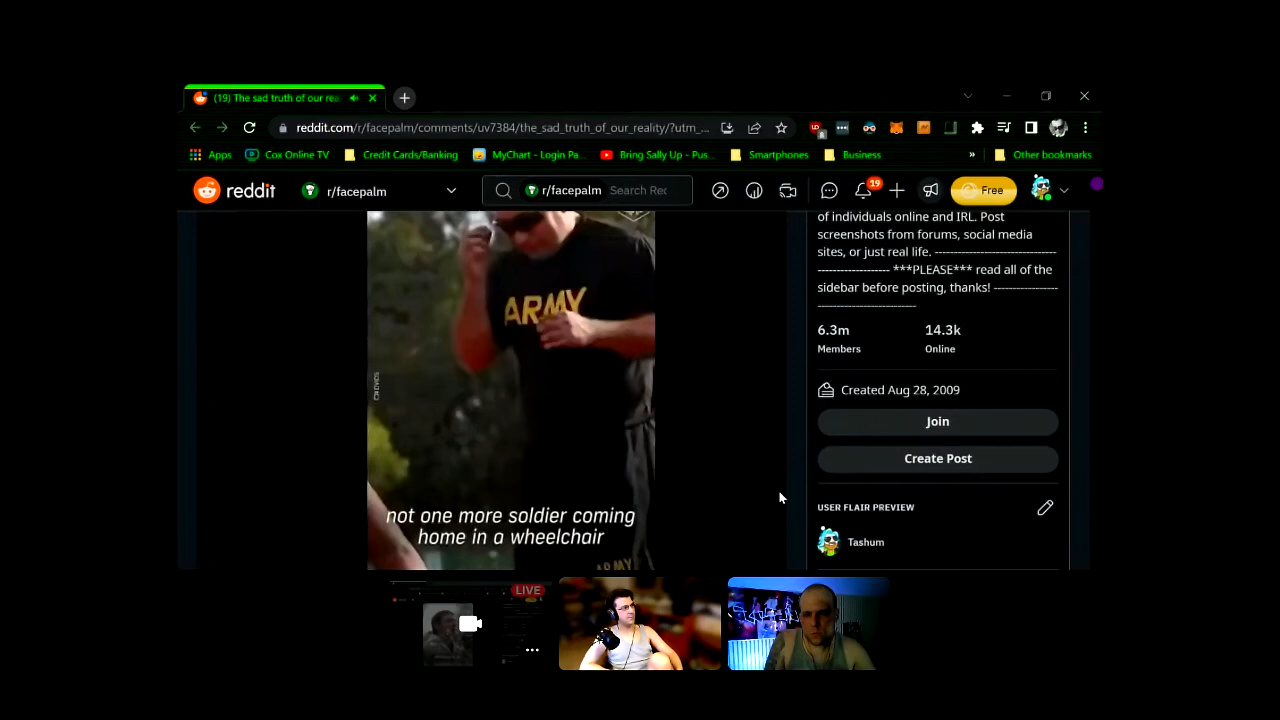 (19) The sad truth of our rea
reddit.com/r/facepalm/comments/uv7384/the_sad_truth_of_our_reality/?utm_...
Apps Cox Online TV Credit Cards/Banking MyChart - Login Pa... Bring Sally Up - Pus... Smartphones Business » Other bookmarks
reddit r/facepalm r/facepalm Search Rec 19 Free
of individuals online and IRL. Post
screenshots from forums, social media
sites, or just real life. --------------------------------
------------------- ***PLEASE*** read all of the
sidebar before posting, thanks! -----------------
--------------------------
6.3m 14.3k
Members Online
Created Aug 28, 2009
Join
Create Post
USER FLAIR PREVIEW
Tashum
ARMY
not one more soldier coming
home in a wheelchair
ARMY
LIVE